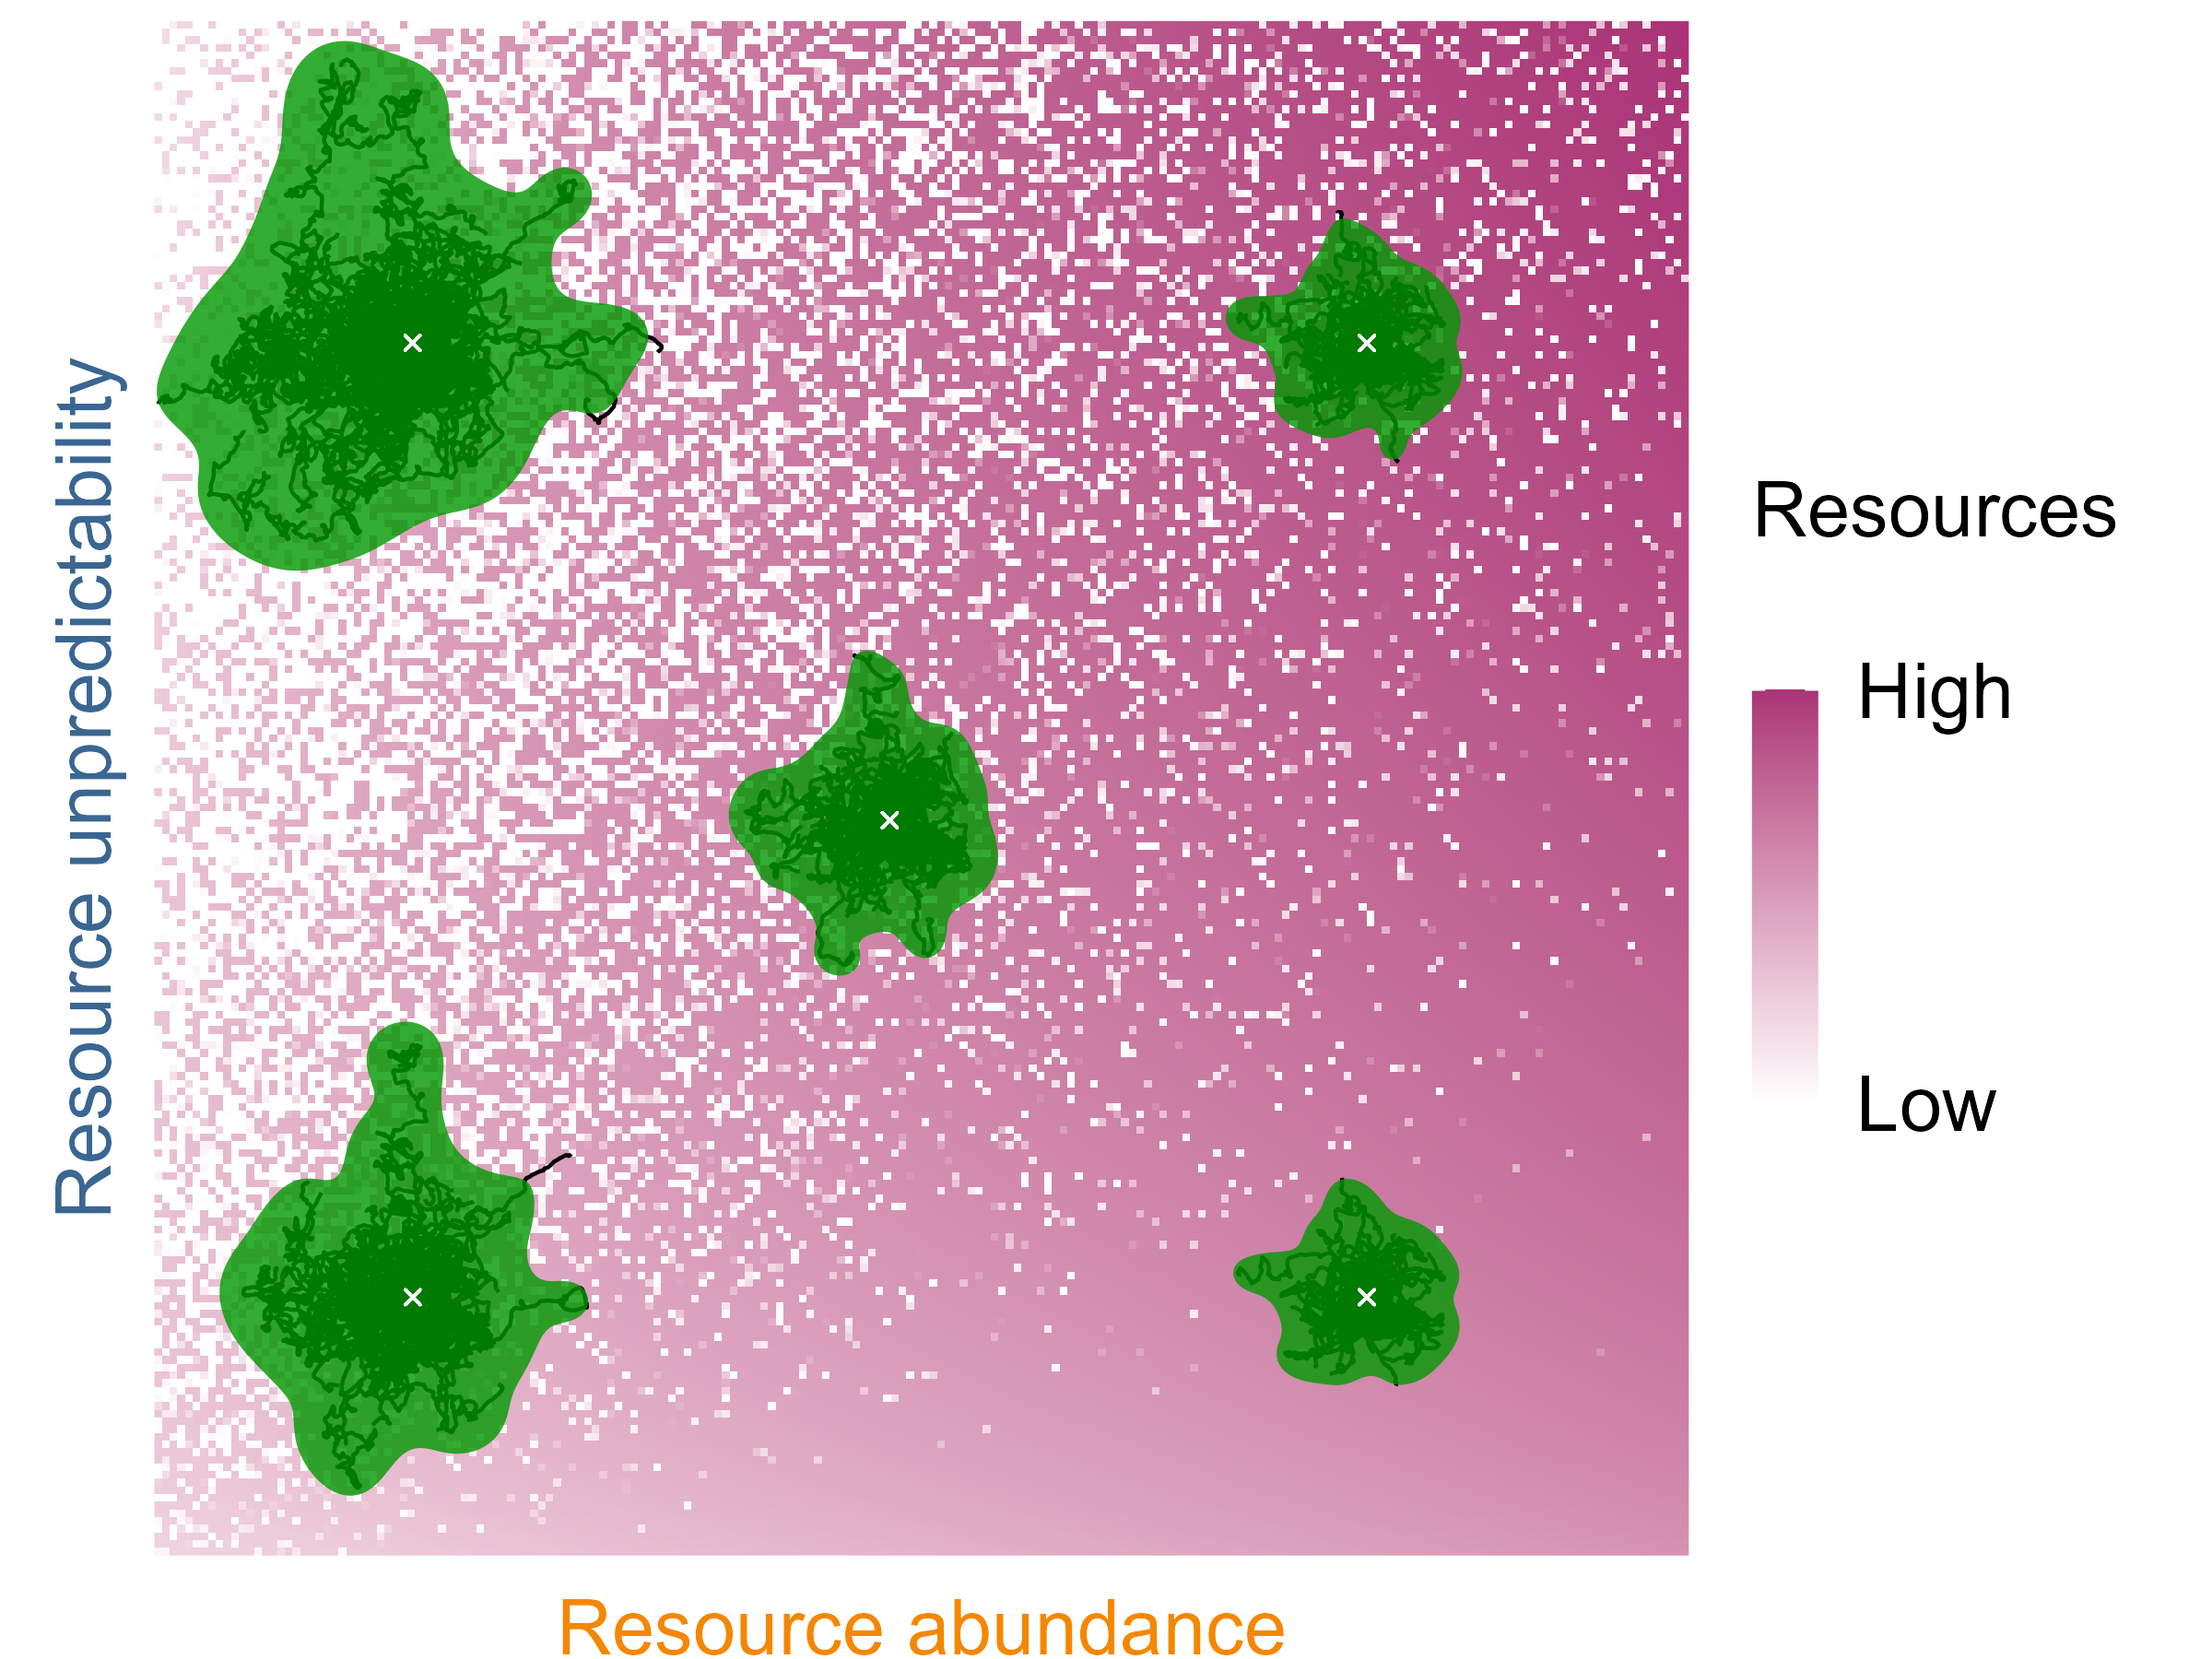 Resource unpredictability
Resources
High
Low
Resource abundance